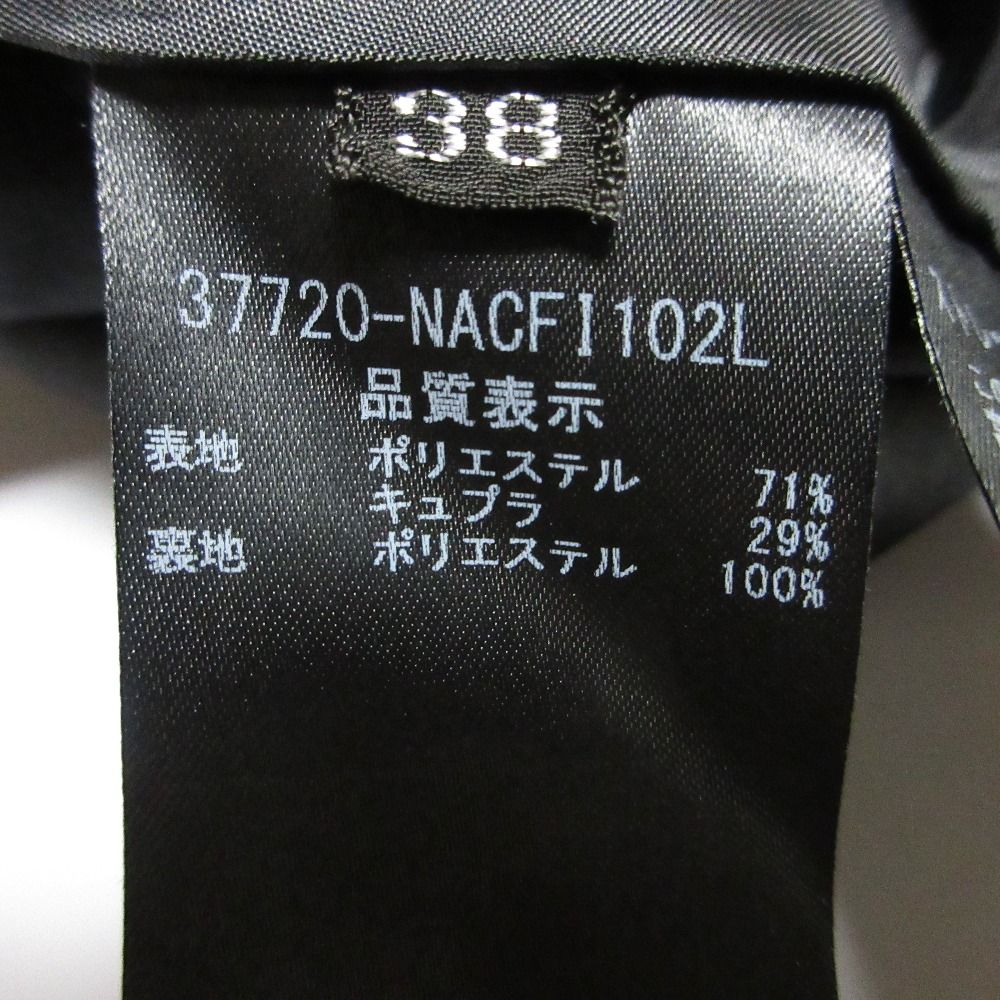 38
37720-NACFI102L
品質表示
表地 ポリエステル 71%
キュプラ 29%
裏地 ポリエステル 100%